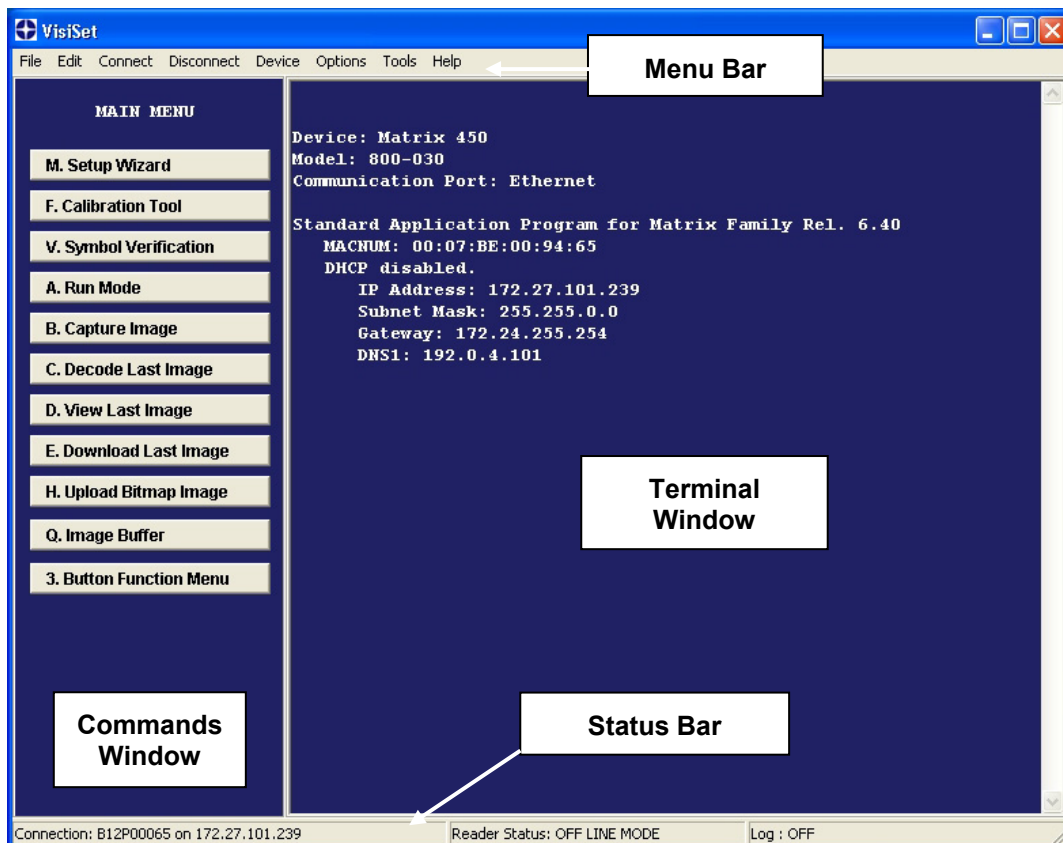 VisiSet
File Edit Connect Disconnect Device Options Tools Help
Menu Bar
MAIN MENU
M. Setup Wizard
F. Calibration Tool
V. Symbol Verification
A. Run Mode
B. Capture Image
C. Decode Last Image
D. View Last Image
E. Download Last Image
H. Upload Bitmap Image
Q. Image Buffer
3. Button Function Menu
Commands
Window
Device: Matrix 450
Model: 800-030
Communication Port: Ethernet
Standard Application Program for Matrix Family Rel. 6.40
MACNUM: 00:07:BE:00:94:65
DHCP disabled.
IP Address: 172.27.101.239
Subnet Mask: 255.255.0.0
Gateway: 172.24.255.254
DNS1: 192.0.4.101
Terminal
Window
Status Bar
Connection: B12P00065 on 172.27.101.239
Reader Status: OFF LINE MODE
Log : OFF